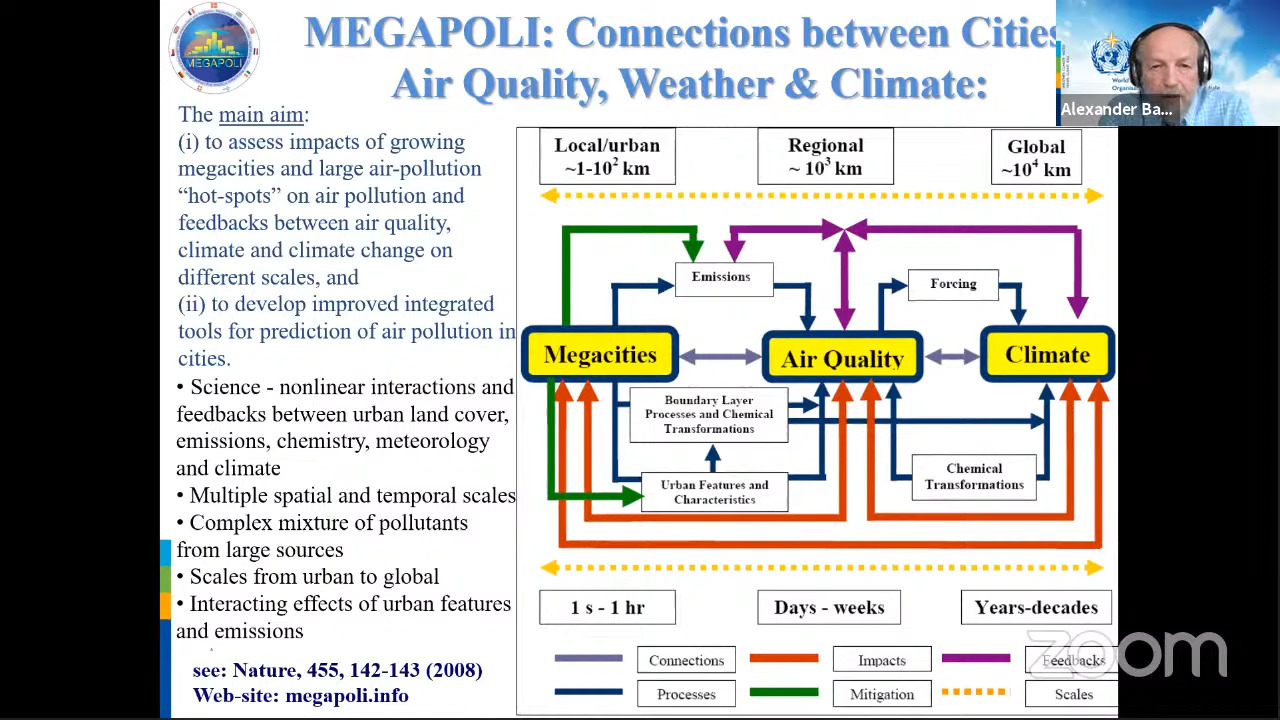 MEGAPOLI: Connections between Cities
Air Quality, Weather & Climate:
MEGAPOLI
World
Organis
Alexander Ba...
The main aim:
(i) to assess impacts of growing
megacities and large air-pollution
“hot-spots” on air pollution and
feedbacks between air quality,
climate and climate change on
different scales, and
(ii) to develop improved integrated
tools for prediction of air pollution in
cities.
• Science - nonlinear interactions and
feedbacks between urban land cover,
emissions, chemistry, meteorology
and climate
• Multiple spatial and temporal scales
• Complex mixture of pollutants
from large sources
• Scales from urban to global
• Interacting effects of urban features
and emissions
see: Nature, 455, 142-143 (2008)
Web-site: megapoli.info
Local/urban
~1-10² km
Regional
~ 10³ km
Global
~10⁴ km
Emissions
Forcing
Megacities
Air Quality
Climate
Boundary Layer
Processes and Chemical
Transformations
Urban Features and
Characteristics
Chemical
Transformations
1 s - 1 hr
Days - weeks
Years-decades
Connections
Impacts
Feedbacks
Processes
Mitigation
Scales
zoom